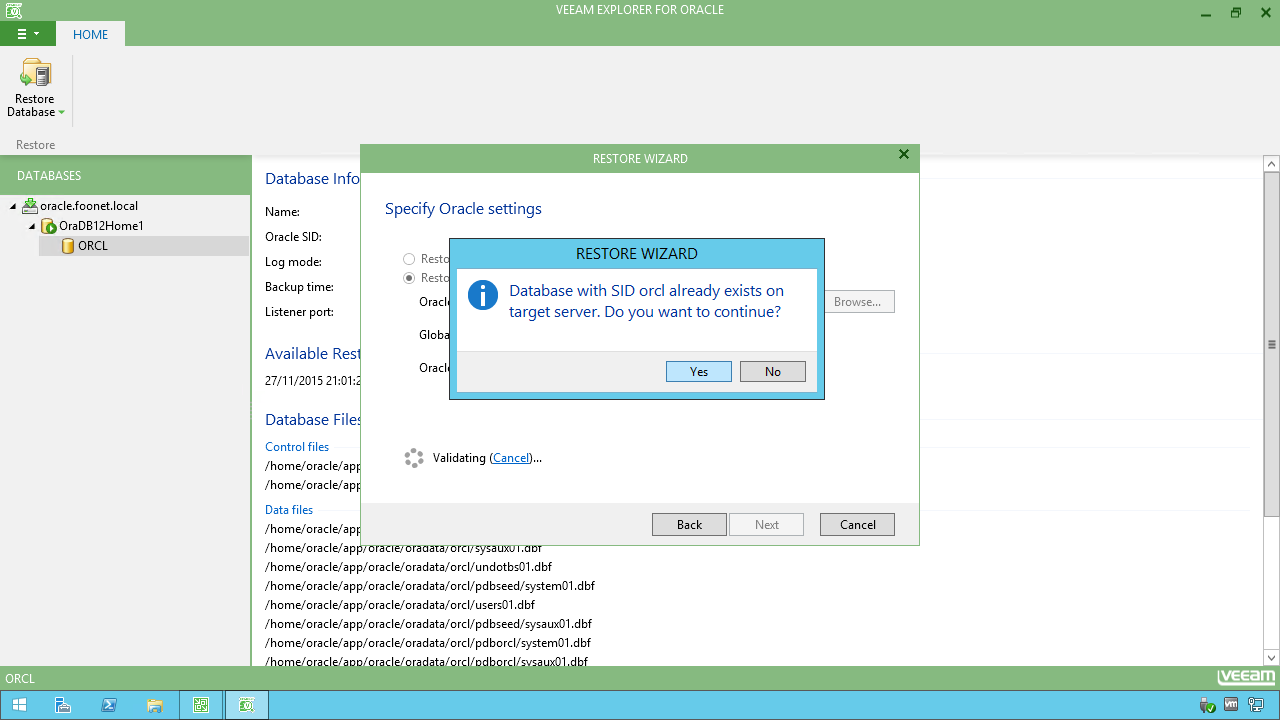 VEEAM EXPLORER FOR ORACLE
HOME
Restore
Database
Restore
DATABASES
oracle.foonet.local
OraDB12Home1
ORCL
Database Info
Name:
Oracle SID:
Log mode:
Backup time:
Listener port:
Available Rest
27/11/2015 21:01:2
Database Files
Control files
/home/oracle/app
/home/oracle/app
Data files
/home/oracle/app
/home/oracle/app/oracle/oradata/orcl/sysaux01.dbf
/home/oracle/app/oracle/oradata/orcl/undotbs01.dbf
/home/oracle/app/oracle/oradata/orcl/pdbseed/system01.dbf
/home/oracle/app/oracle/oradata/orcl/users01.dbf
/home/oracle/app/oracle/oradata/orcl/pdbseed/sysaux01.dbf
/home/oracle/app/oracle/oradata/orcl/pdborcl/system01.dbf
/home/oracle/app/oracle/oradata/orcl/pdborcl/sysaux01.dbf
RESTORE WIZARD
Specify Oracle settings
Resto
Resto
Oracle
Browse...
Globa
Oracle
RESTORE WIZARD
Database with SID orcl already exists on
target server. Do you want to continue?
Yes No
Validating (Cancel)...
Back Next Cancel
ORCL
veeam